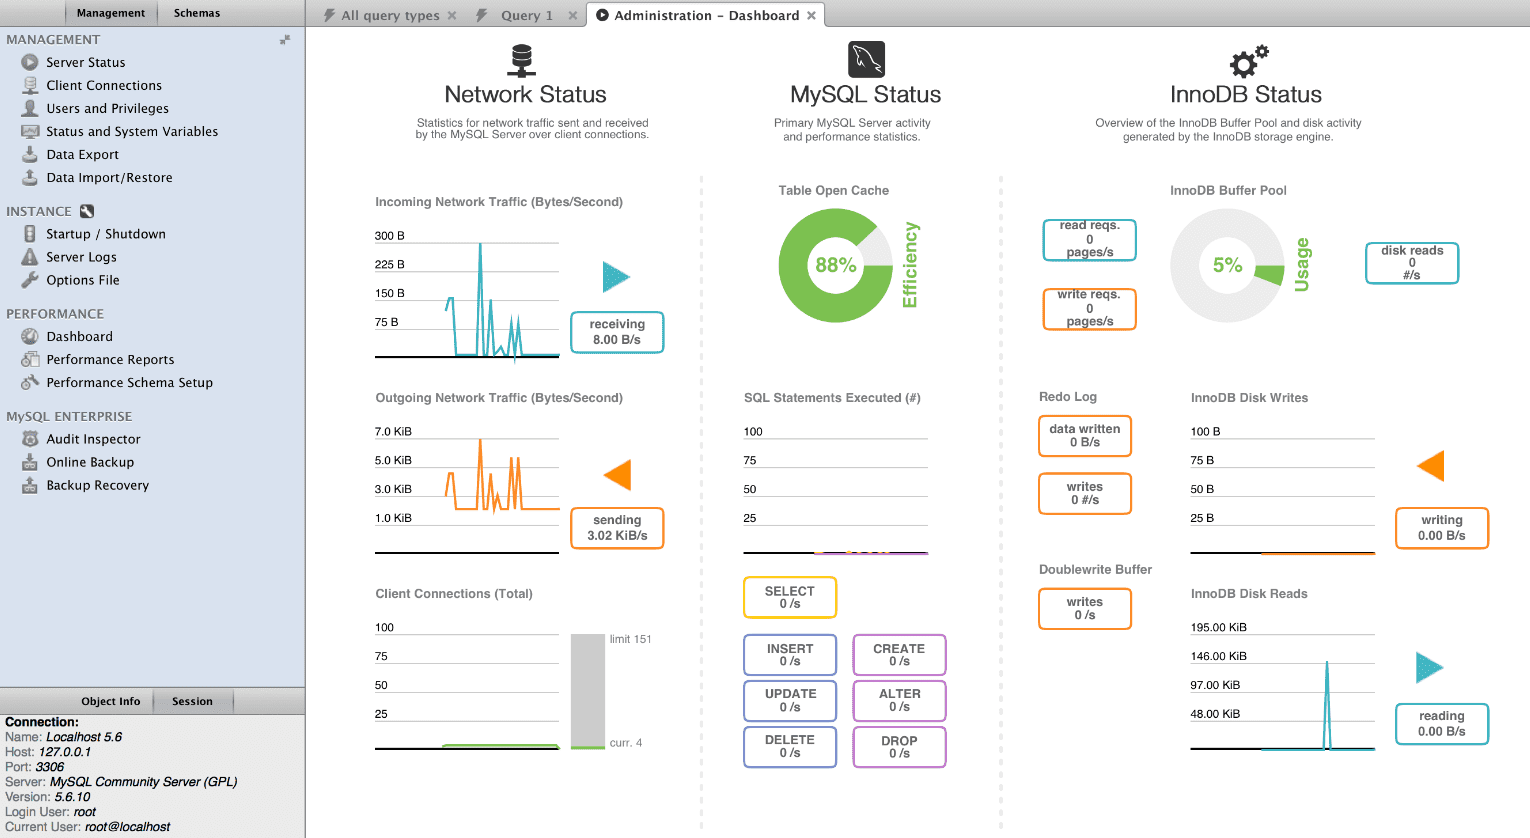 Management
Schemas
MANAGEMENT
Server Status
Client Connections
Users and Privileges
Status and System Variables
Data Export
Data Import/Restore
INSTANCE
Startup / Shutdown
Server Logs
Options File
PERFORMANCE
Dashboard
Performance Reports
Performance Schema Setup
MySQL ENTERPRISE
Audit Inspector
Online Backup
Backup Recovery
Object Info
Session
Connection:
Name: Localhost 5.6
Host: 127.0.0.1
Port: 3306
Server: MySQL Community Server (GPL)
Version: 5.6.10
Login User: root
Current User: root@localhost
All query types
Query 1
Administration - Dashboard
Network Status
Statistics for network traffic sent and received
by the MySQL Server over client connections.
Incoming Network Traffic (Bytes/Second)
300 B
225 B
150 B
75 B
receiving
8.00 B/s
Outgoing Network Traffic (Bytes/Second)
7.0 KiB
5.0 KiB
3.0 KiB
1.0 KiB
sending
3.02 KiB/s
Client Connections (Total)
100
75
50
25
limit 151
curr. 4
MySQL Status
Primary MySQL Server activity
and performance statistics.
Table Open Cache
88%
Efficiency
SQL Statements Executed (#)
100
75
50
25
SELECT
0 /s
INSERT
0 /s
CREATE
0 /s
UPDATE
0 /s
ALTER
0 /s
DELETE
0 /s
DROP
0 /s
InnoDB Status
Overview of the InnoDB Buffer Pool and disk activity
generated by the InnoDB storage engine.
InnoDB Buffer Pool
read reqs.
0
pages/s
write reqs.
0
pages/s
5%
Usage
disk reads
0
#/s
Redo Log
data written
0 B/s
writes
0 #/s
Doublewrite Buffer
writes
0 /s
InnoDB Disk Writes
100 B
75 B
50 B
25 B
writing
0.00 B/s
InnoDB Disk Reads
195.00 KiB
146.00 KiB
97.00 KiB
48.00 KiB
reading
0.00 B/s